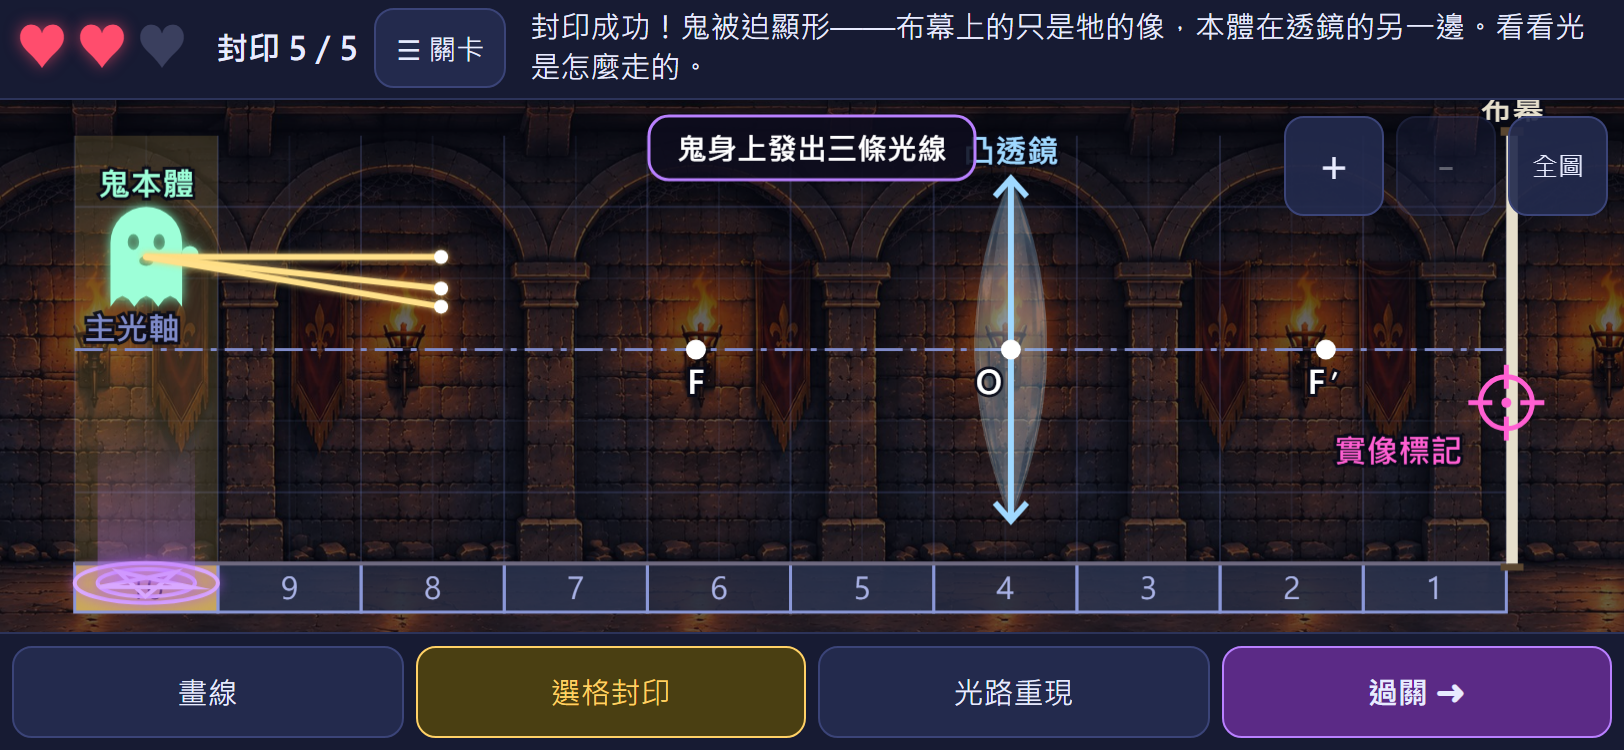 封印 5 / 5
☰ 關卡
封印成功！鬼被迫顯形——布幕上的只是牠的像，本體在透鏡的另一邊。看看光
是怎麼走的。
布幕
鬼身上發出三條光線
凸透鏡
+
-
全圖
鬼本體
主光軸
F
O
F′
實像標記
9
8
7
6
5
4
3
2
1
畫線
選格封印
光路重現
過關 ➜